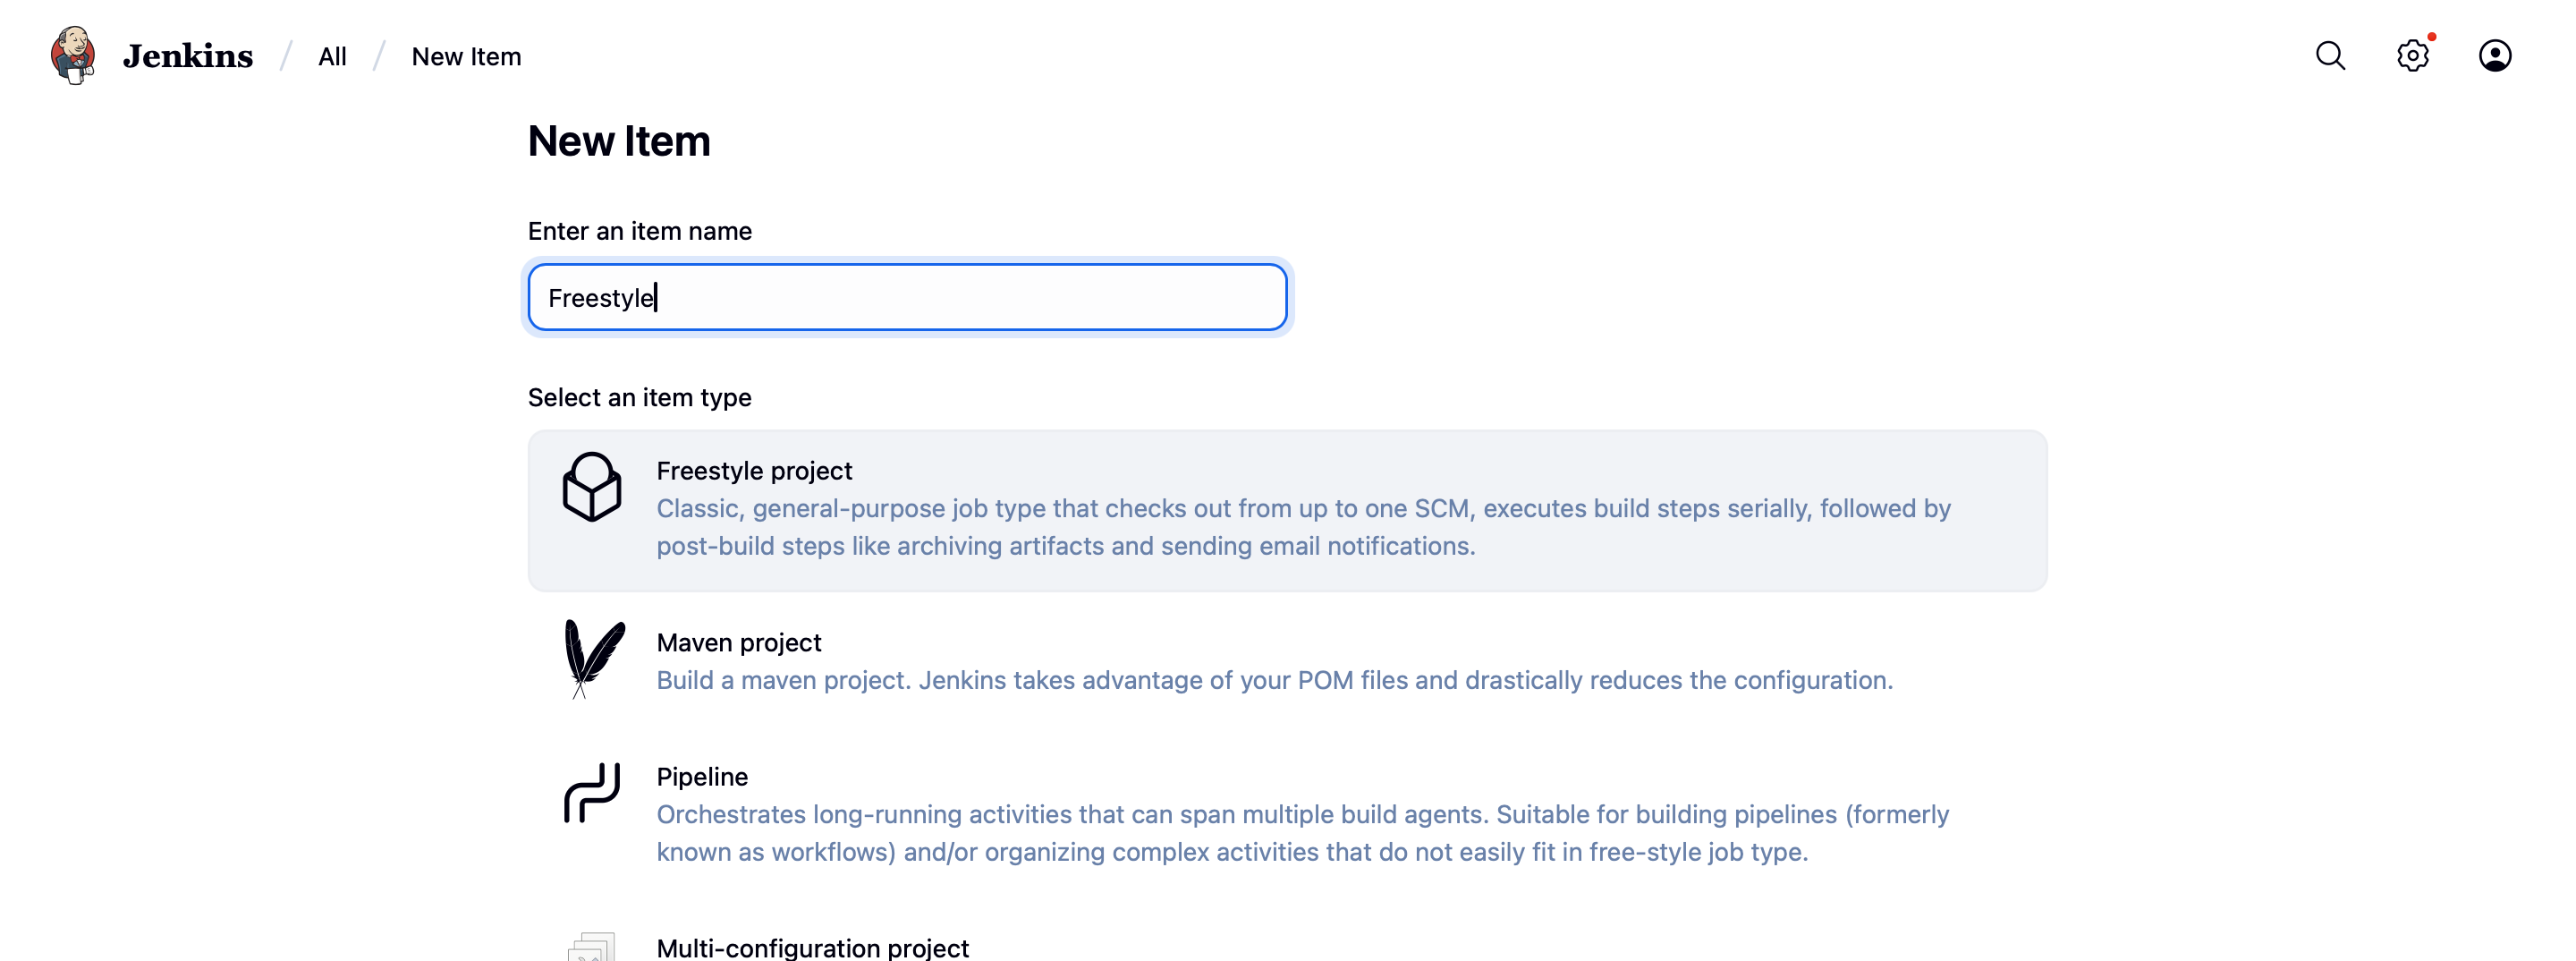 Jenkins / All / New Item
New Item
Enter an item name
Freestyle
Select an item type
Freestyle project
Classic, general-purpose job type that checks out from up to one SCM, executes build steps serially, followed by
post-build steps like archiving artifacts and sending email notifications.
Maven project
Build a maven project. Jenkins takes advantage of your POM files and drastically reduces the configuration.
Pipeline
Orchestrates long-running activities that can span multiple build agents. Suitable for building pipelines (formerly
known as workflows) and/or organizing complex activities that do not easily fit in free-style job type.
Multi-configuration project